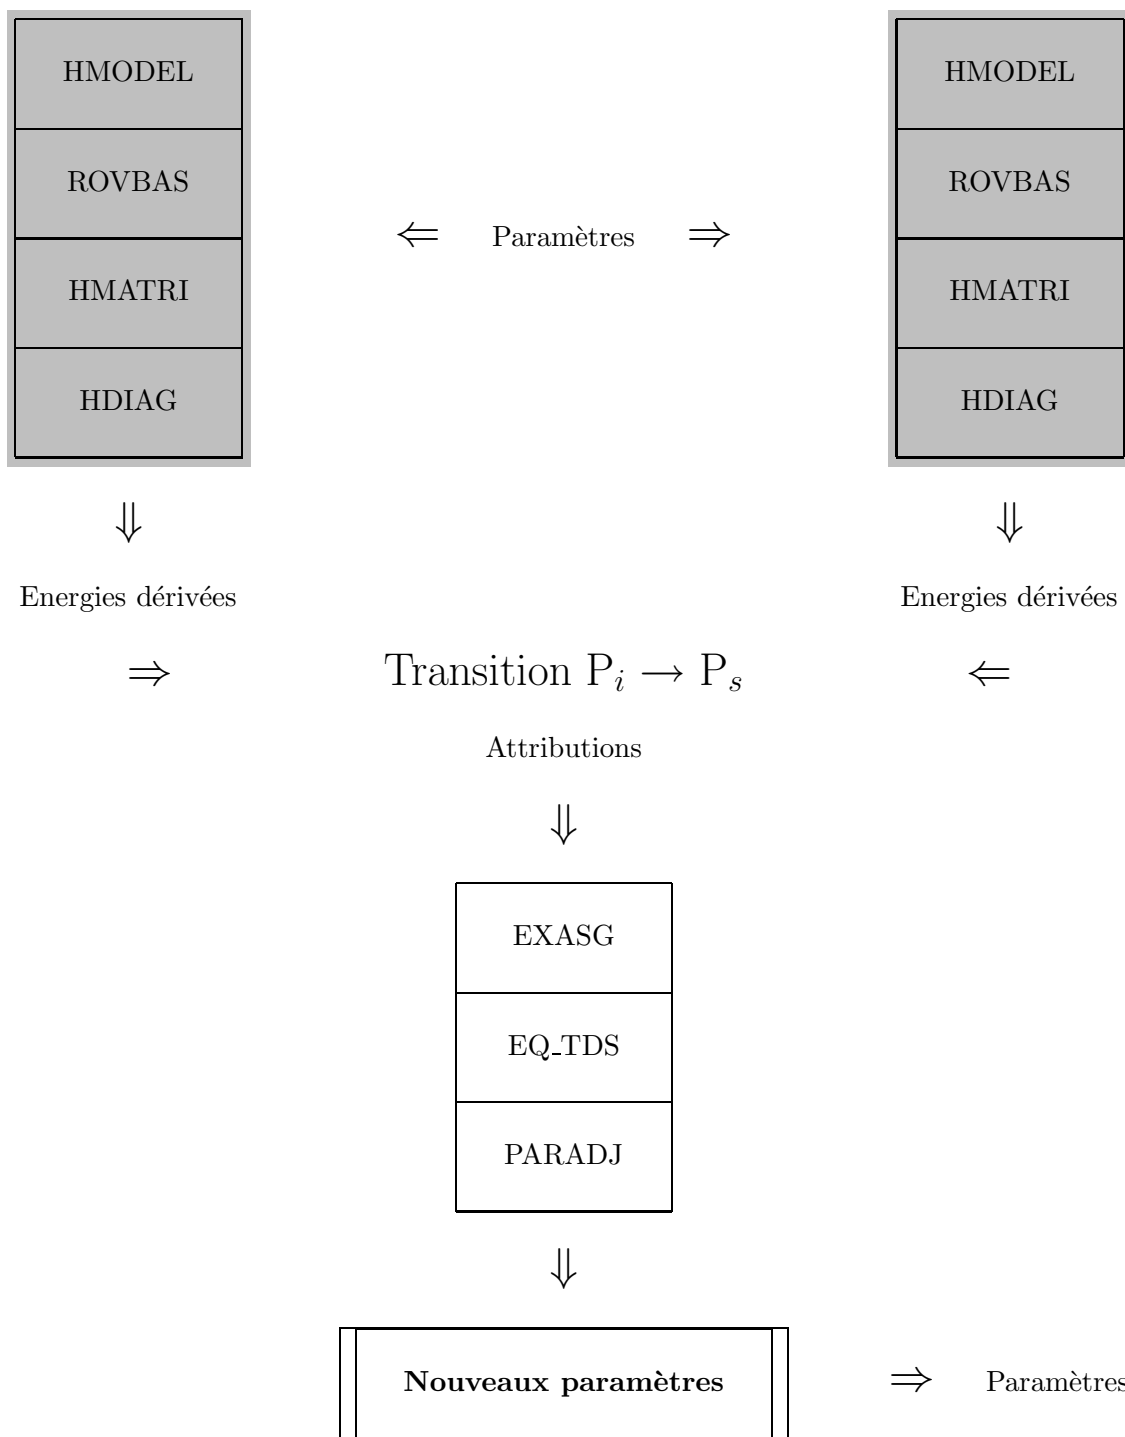 HMODEL HMODEL
ROVBAS ROVBAS
⇐ Paramètres ⇒
HMATRI HMATRI
HDIAG HDIAG
⇓ ⇓
Energies dérivées Energies dérivées
⇒ Transition P_i → P_s ⇐
Attributions
⇓
EXASG
EQ_TDS
PARADJ
⇓
Nouveaux paramètres ⇒ Paramètres